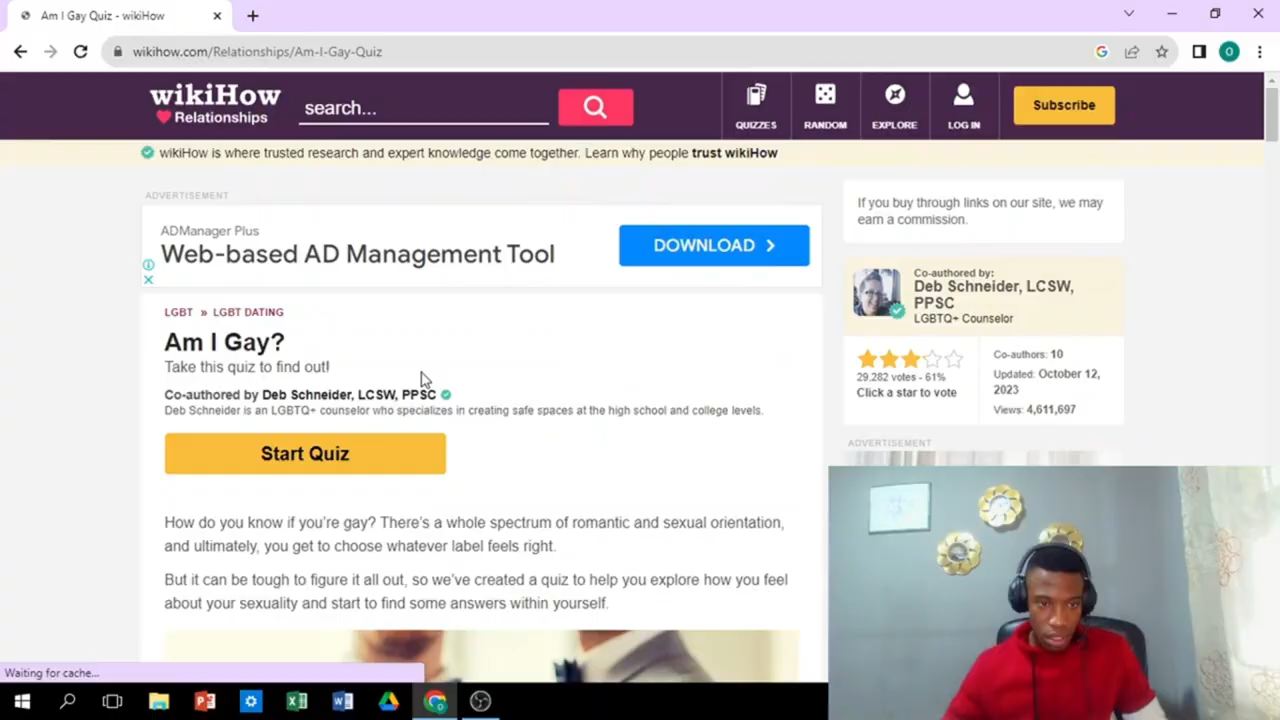 Am I Gay Quiz - wikiHow
wikihow.com/Relationships/Am-I-Gay-Quiz
wikiHow
Relationships
search...
QUIZZES
RANDOM
EXPLORE
LOG IN
Subscribe
wikiHow is where trusted research and expert knowledge come together. Learn why people trust wikiHow
ADVERTISEMENT
ADManager Plus
Web-based AD Management Tool
DOWNLOAD
If you buy through links on our site, we may
earn a commission.
Co-authored by:
Deb Schneider, LCSW,
PPSC
LGBTQ+ Counselor
29,282 votes - 61%
Click a star to vote
Co-authors: 10
Updated: October 12,
2023
Views: 4,611,697
ADVERTISEMENT
LGBT » LGBT DATING
Am I Gay?
Take this quiz to find out!
Co-authored by Deb Schneider, LCSW, PPSC
Deb Schneider is an LGBTQ+ counselor who specializes in creating safe spaces at the high school and college levels.
Start Quiz
How do you know if you're gay? There's a whole spectrum of romantic and sexual orientation,
and ultimately, you get to choose whatever label feels right.
But it can be tough to figure it all out, so we've created a quiz to help you explore how you feel
about your sexuality and start to find some answers within yourself.
Waiting for cache...